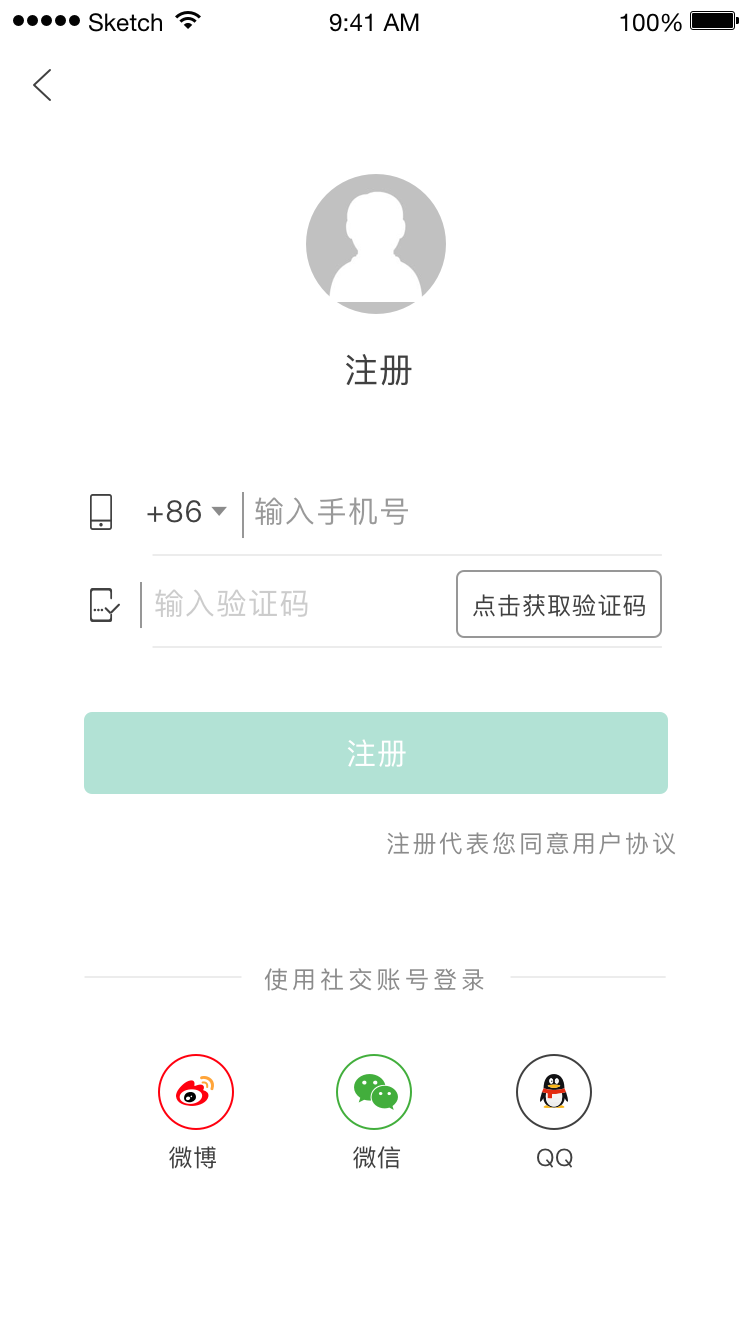 Sketch 9:41 AM 100%
注册
+86 输入手机号
输入验证码 点击获取验证码
注册
注册代表您同意用户协议
使用社交账号登录
微博 微信 QQ